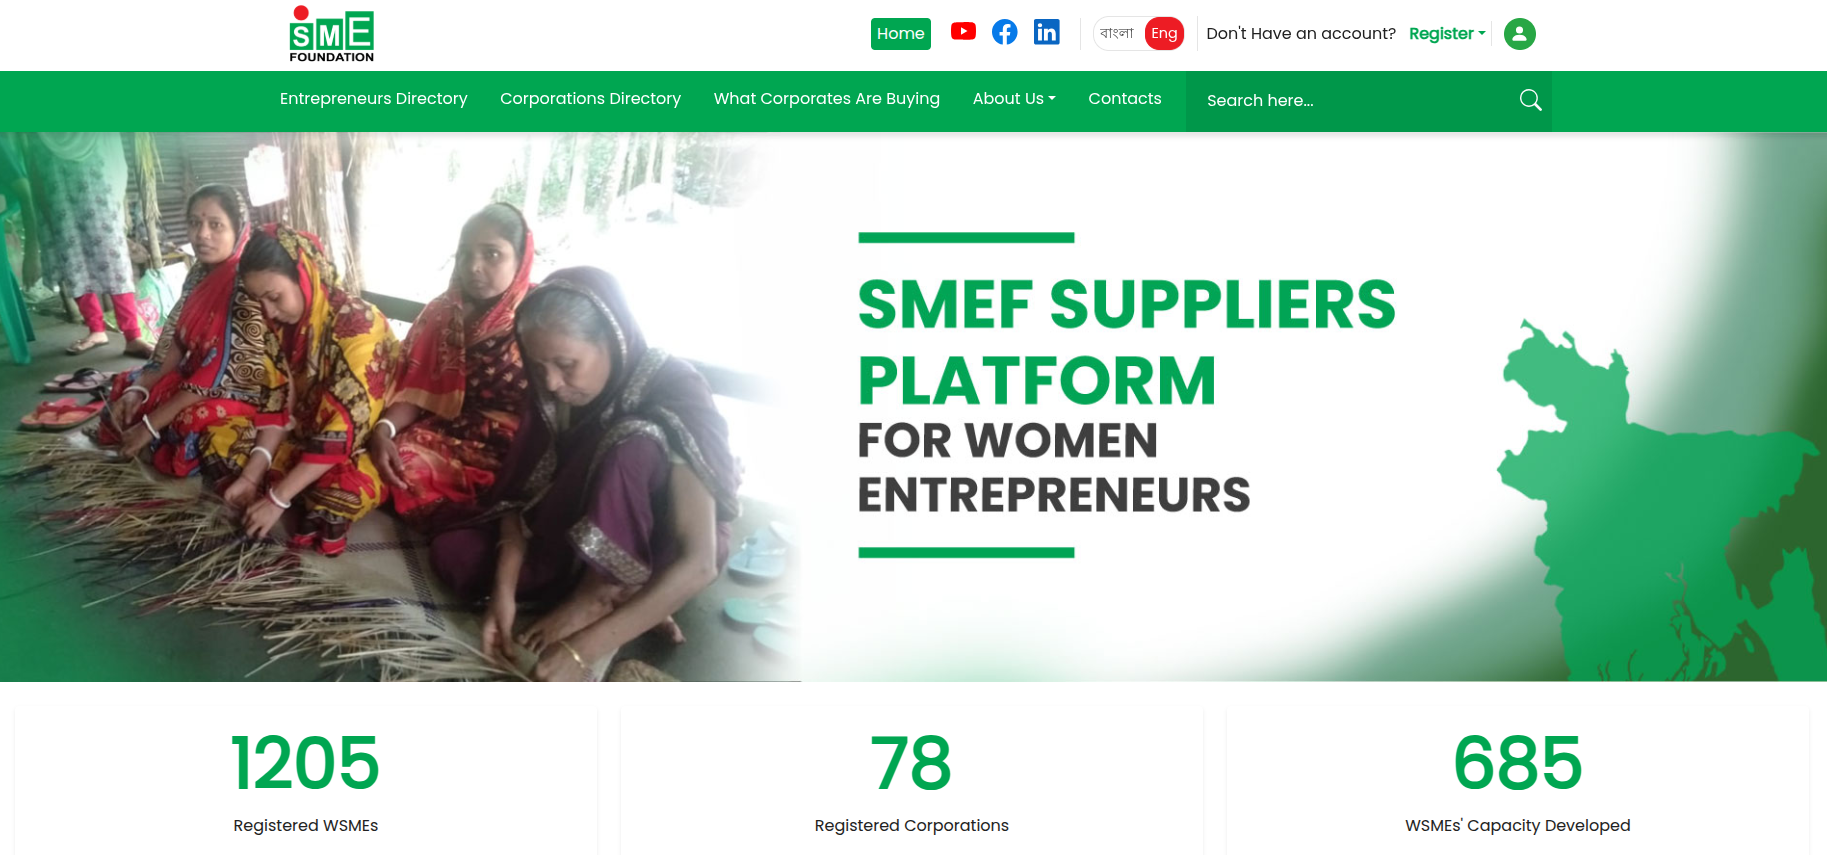 SME
FOUNDATION
Home
বাংলা
Eng
Don't Have an account?
Register
Entrepreneurs Directory
Corporations Directory
What Corporates Are Buying
About Us
Contacts
Search here...
SMEF SUPPLIERS
PLATFORM
FOR WOMEN
ENTREPRENEURS
1205
Registered WSMEs
78
Registered Corporations
685
WSMEs' Capacity Developed